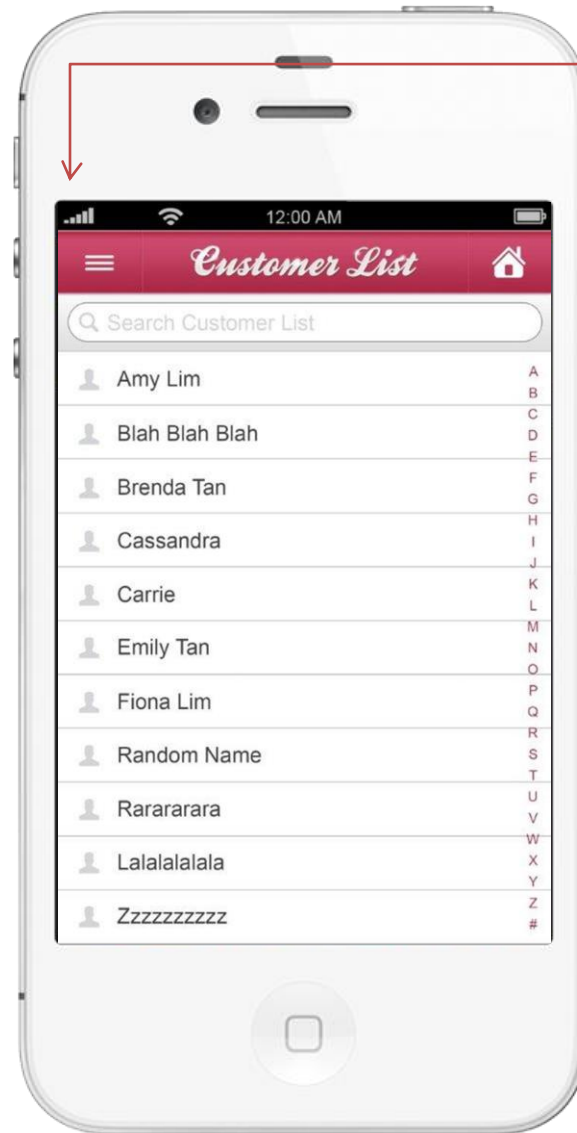 12:00 AM
Customer List
Search Customer List
Amy Lim
Blah Blah Blah
Brenda Tan
Cassandra
Carrie
Emily Tan
Fiona Lim
Random Name
Rarararara
Lalalalalala
Zzzzzzzzzz
A
B
C
D
E
F
G
H
I
J
K
L
M
N
O
P
Q
R
S
T
U
V
W
X
Y
Z
#